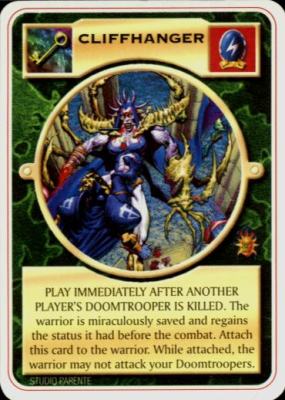 CLIFFHANGER
PLAY IMMEDIATELY AFTER ANOTHER
PLAYER'S DOOMTROOPER IS KILLED. The
warrior is miraculously saved and regains
the status it had before the combat. Attach
this card to the warrior. While attached, the
warrior may not attack your Doomtroopers.
STUDIO PARENTE